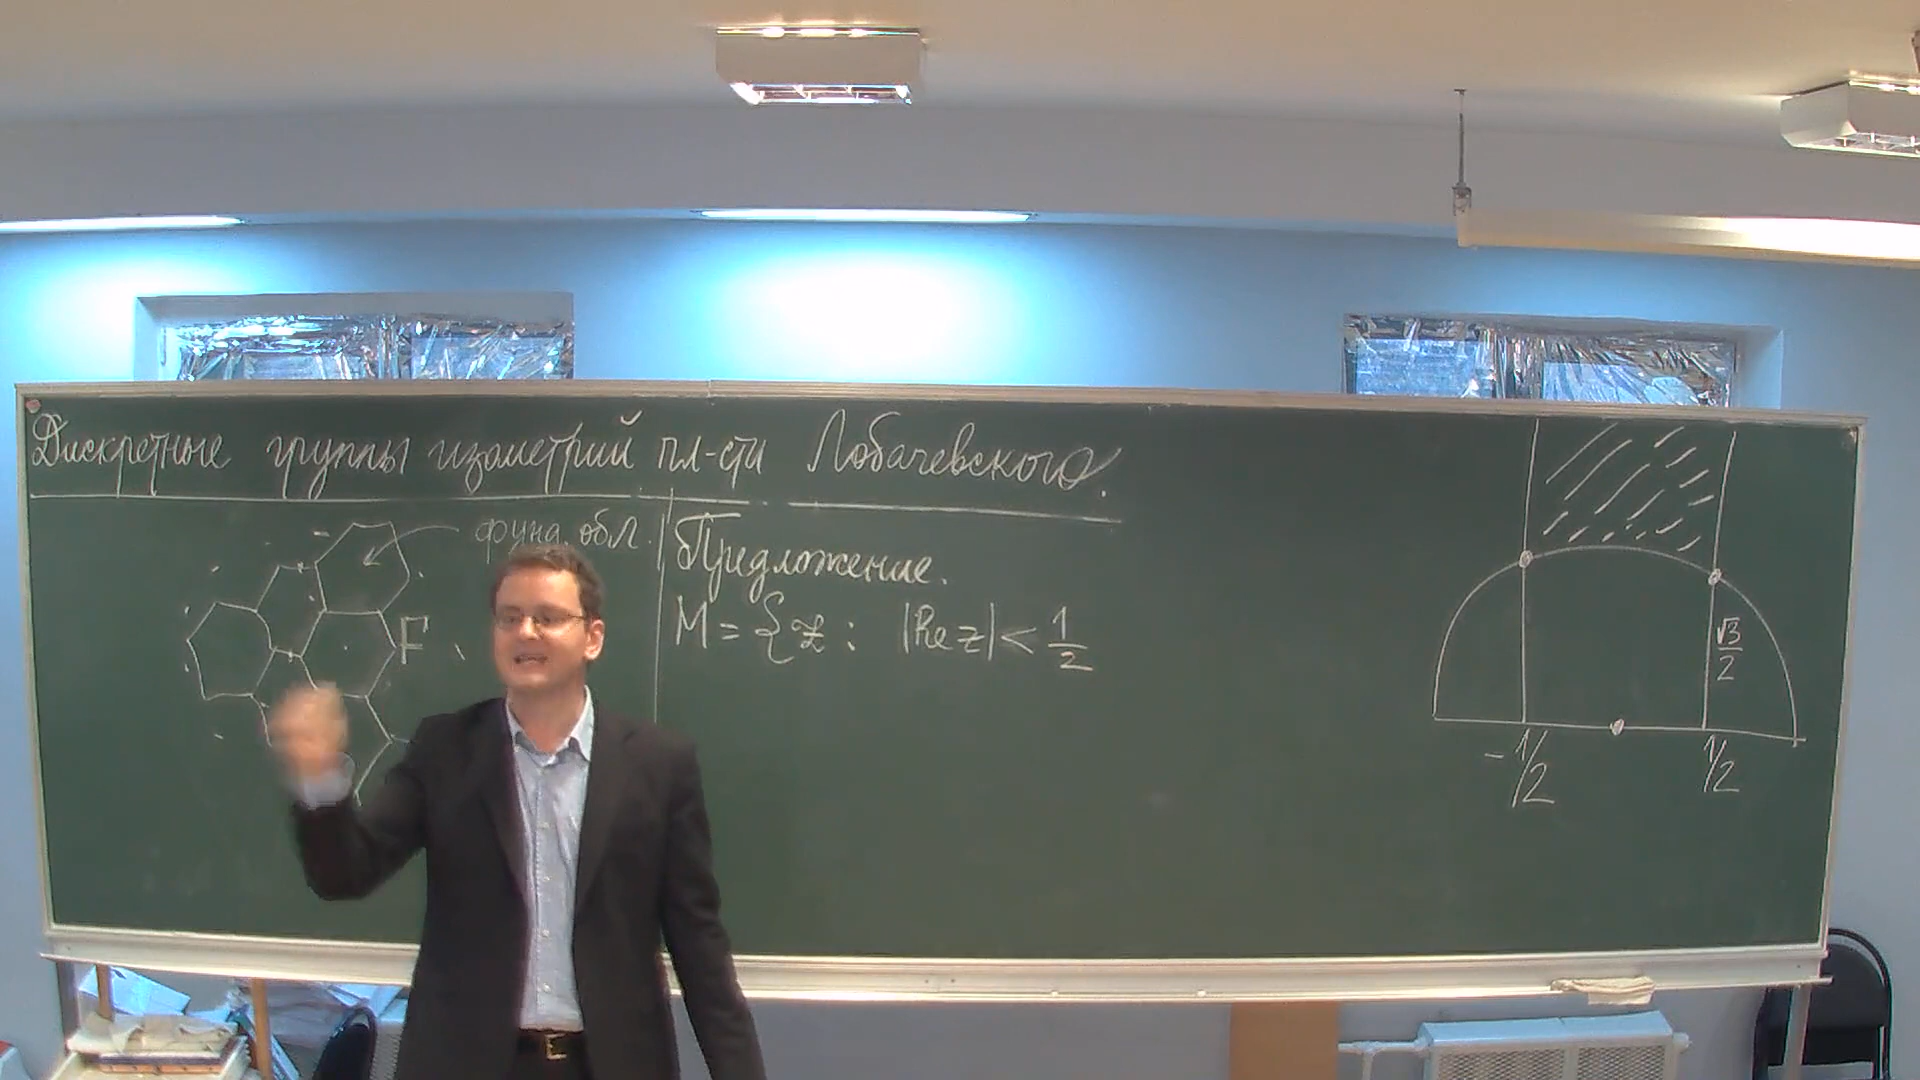 Дискретные группы изометрий пл-сти Лобачевского.
фунд. обл.
F
Предложение.
M = { z : |Re z| < 1/2
√3/2
-1/2
1/2